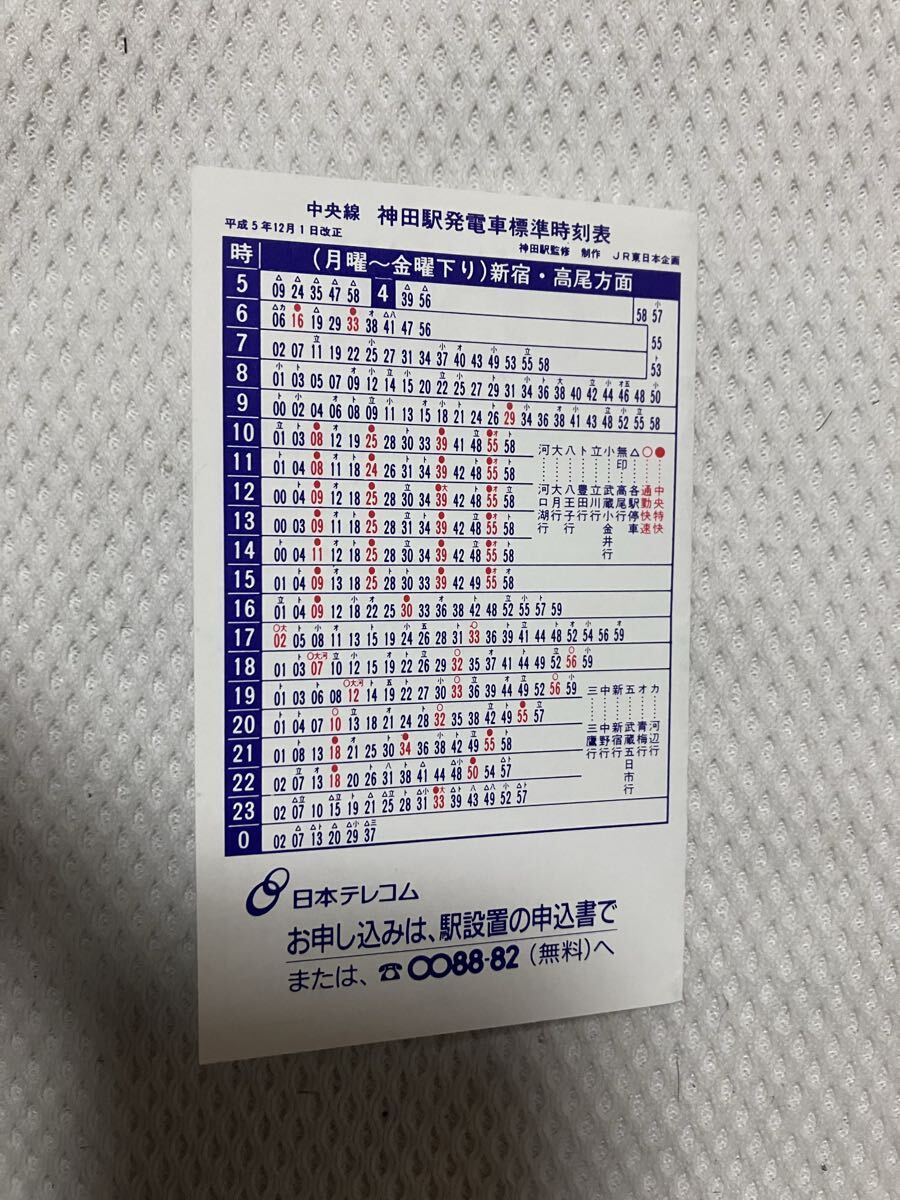 中央線 神田駅発電車標準時刻表
平成5年12月1日改正
神田駅監修 制作 JR東日本企画
時 (月曜～金曜下り)新宿・高尾方面
5 09 24 35 47 58 4 39 56
6 06 16 19 29 33 38 41 47 56 58 57
7 02 07 11 19 22 25 27 31 34 37 40 43 49 53 55 58 55
8 01 03 05 07 09 12 14 15 20 22 25 27 29 31 34 36 38 40 42 44 46 48 50 53
9 00 02 04 06 08 09 11 13 15 18 21 24 26 29 34 36 38 41 43 48 52 55 58
10 01 03 08 12 19 25 28 30 33 39 41 48 55 58
11 01 04 08 11 18 24 26 31 34 39 42 48 55 58
12 00 04 09 12 18 25 28 30 34 39 42 48 55 58
13 00 03 09 11 18 25 28 30 34 39 42 48 55 58
14 00 04 11 12 18 25 28 30 34 39 42 48 55 58
15 01 04 09 13 18 25 28 30 33 39 42 49 55 58
16 01 04 09 12 18 22 25 30 33 36 38 42 48 52 55 57 59
17 02 05 08 11 13 15 19 24 26 28 31 33 36 39 41 44 48 52 54 56 59
18 01 03 07 10 12 15 19 22 26 29 32 35 37 41 44 49 52 56 59
19 01 03 06 08 12 14 19 22 27 30 33 36 39 44 49 52 56 59
20 01 04 07 10 13 18 21 24 28 32 35 38 42 49 55 57
21 01 08 13 18 21 25 30 34 36 38 42 49 55 58
22 02 07 13 18 20 26 31 38 41 44 48 50 54 57
23 02 07 10 15 19 21 25 28 31 33 39 43 49 52 57
0 02 07 13 20 29 37
●……中央特快
○……通勤快速
△……各駅停車
無印……高尾行
小……武蔵小金井行
立……立川行
ト……豊田行
八……八王子行
大……大月行
河……河口湖行
カ……河辺行
オ……青梅行
五……武蔵五日市行
新……新宿行
中……中野行
三……三鷹行
日本テレコム
お申し込みは、駅設置の申込書で
または、☎0088-82(無料)へ